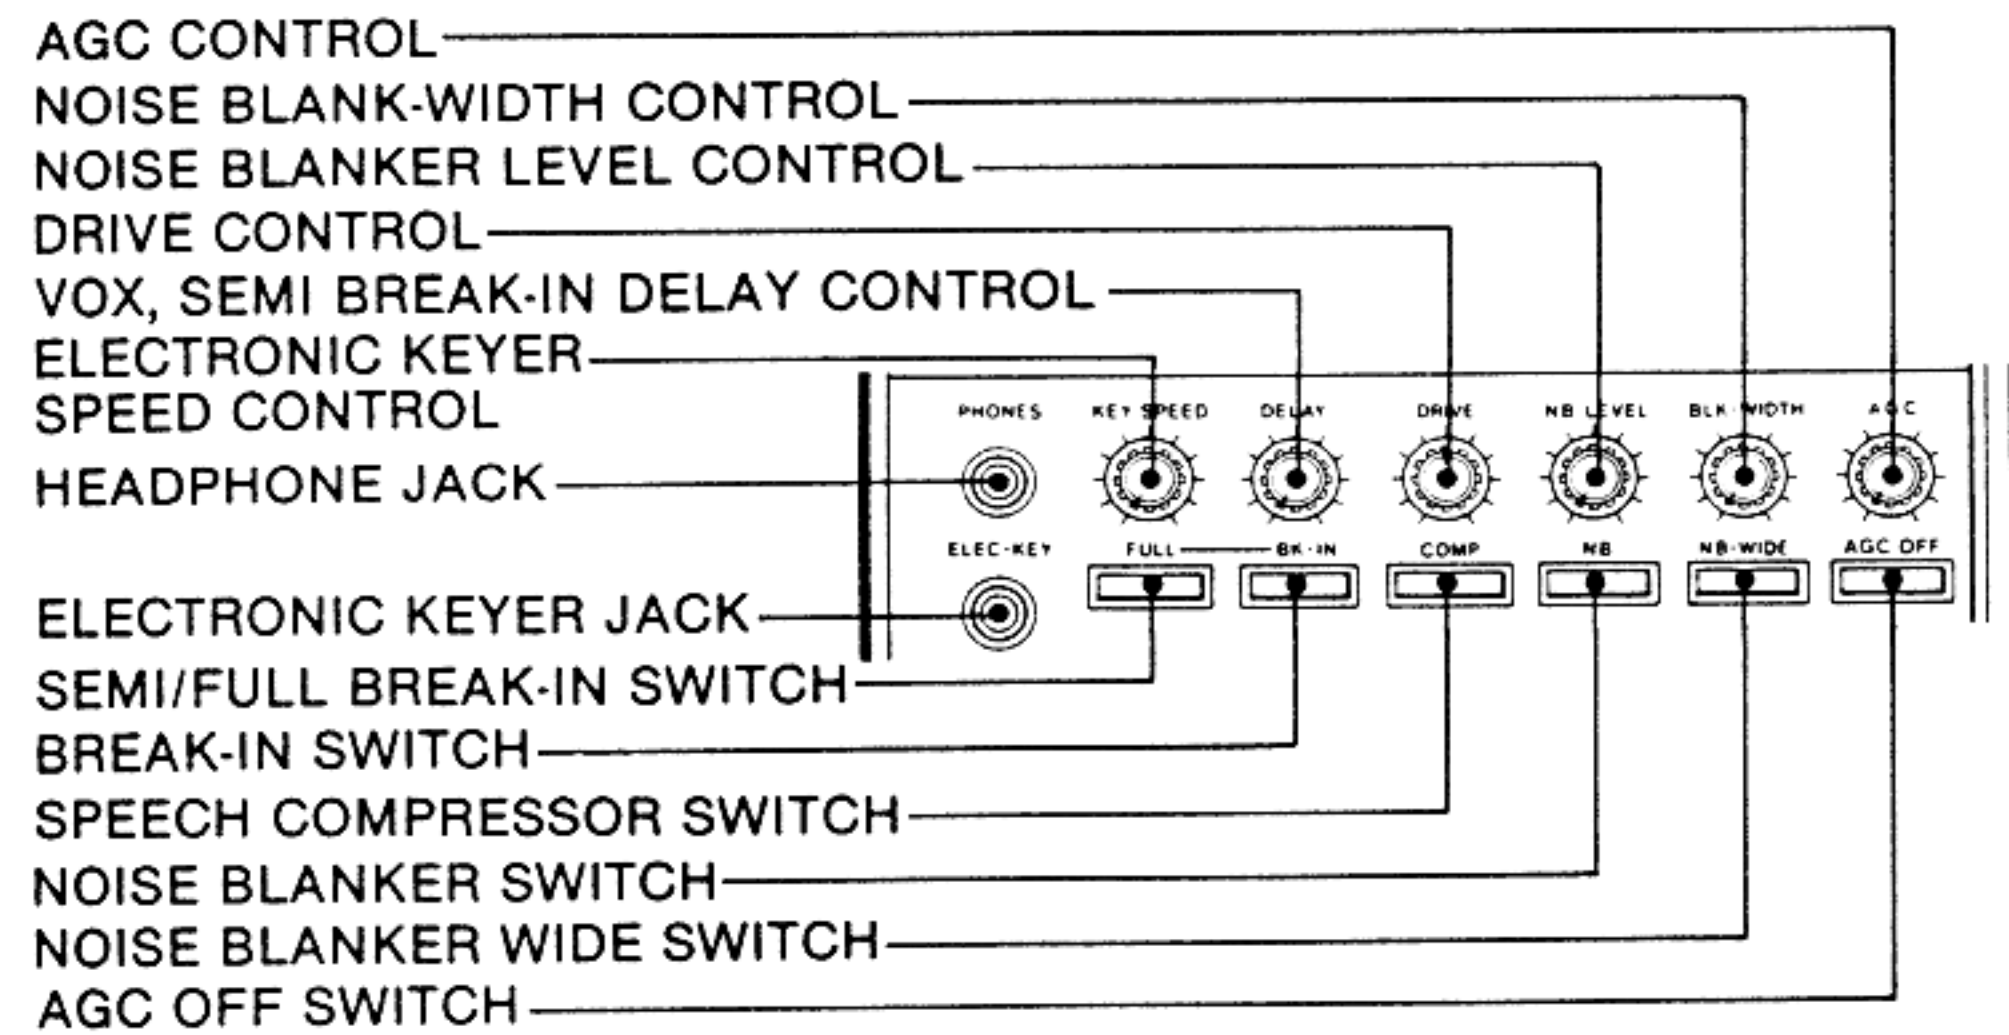 AGC CONTROL
NOISE BLANK-WIDTH CONTROL
NOISE BLANKER LEVEL CONTROL
DRIVE CONTROL
VOX, SEMI BREAK-IN DELAY CONTROL
ELECTRONIC KEYER
SPEED CONTROL
HEADPHONE JACK
ELECTRONIC KEYER JACK
SEMI/FULL BREAK-IN SWITCH
BREAK-IN SWITCH
SPEECH COMPRESSOR SWITCH
NOISE BLANKER SWITCH
NOISE BLANKER WIDE SWITCH
AGC OFF SWITCH
PHONES KEY SPEED DELAY DRIVE NB LEVEL BLK-WIDTH AGC
ELEC-KEY FULL BK-IN COMP NB NB-WIDE AGC OFF